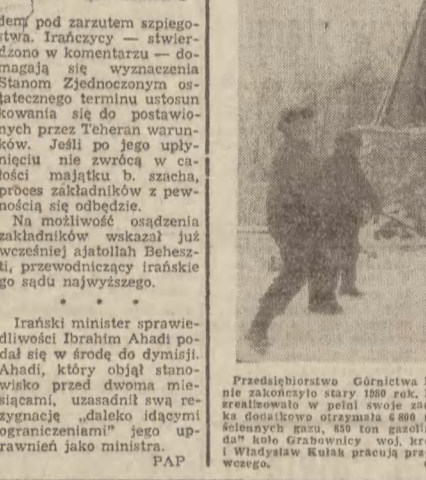 dem pod zarzutem szpiego-
stwa. Irańczycy — stwier-
dzono w komentarzu — do-
magają się wyznaczenia
Stanom Zjednoczonym os-
tatecznego terminu ustosun
kowania się do postawio-
nych przez Teheran warun-
ków. Jeśli po jego upły-
nięciu nie zwrócą w ca-
łości majątku b. szacha,
proces zakładników z pew-
nością się odbędzie.
Na możliwość osądzenia
zakładników wskazał już
wcześniej ajatollah Behesz-
ti, przewodniczący irańskie
go sądu najwyższego.
* * *
Irański minister sprawie-
dliwości Ibrahim Ahadi po-
dał się w środę do dymisji.
Ahadi, który objął stano-
wisko przed dwoma mie-
siącami, uzasadnił swą re-
zygnację „daleko idącymi
ograniczeniami" jego up-
rawnień jako ministra.
PAP
Przedsiębiorstwo Górnictwa
nie zakończyło stary 1980 rok.
zrealizowało w pełni swoje za
ka dodatkowo otrzymała 6 800
ściennych gazu, 850 ton gazoli
da" koło Grabownicy woj. kr
i Władysław Kułak pracują prz
wczego.